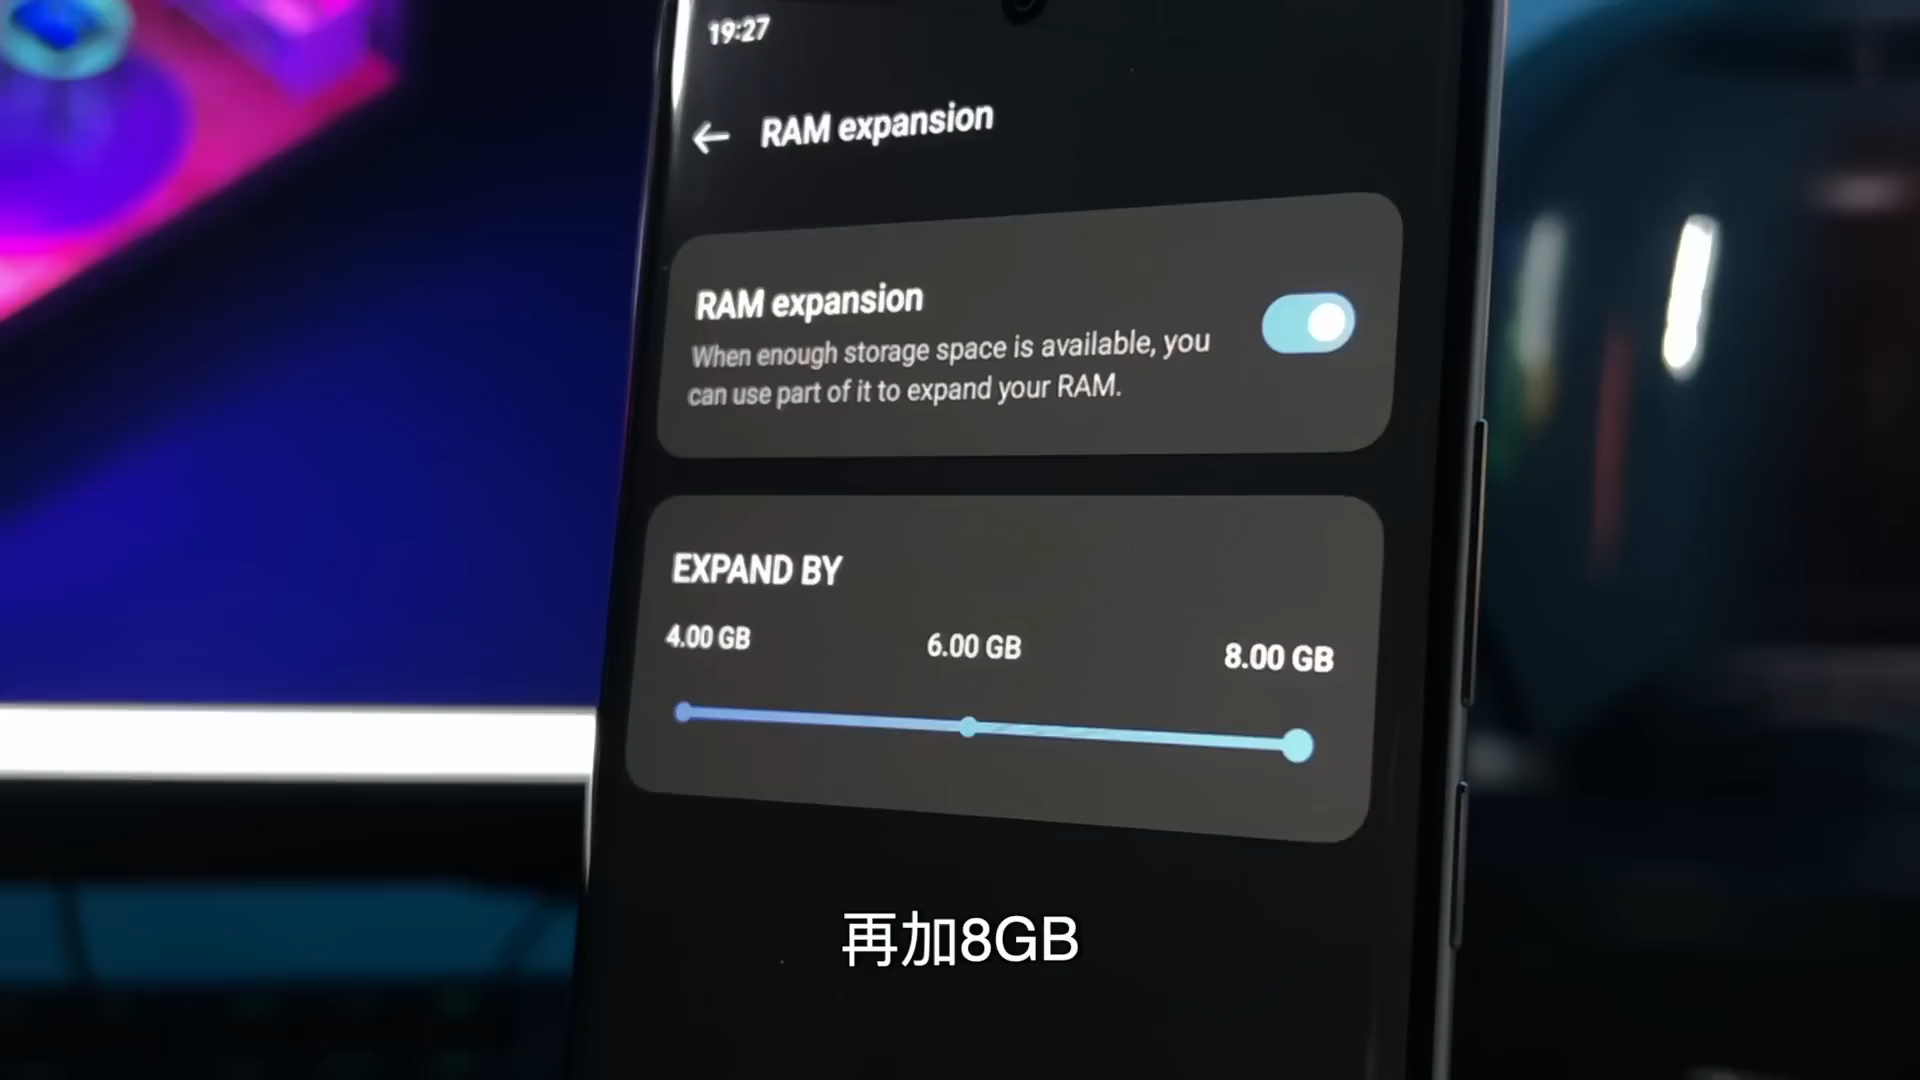 19:27
RAM expansion
RAM expansion
When enough storage space is available, you
can use part of it to expand your RAM.
EXPAND BY
4.00 GB 6.00 GB 8.00 GB
再加8GB